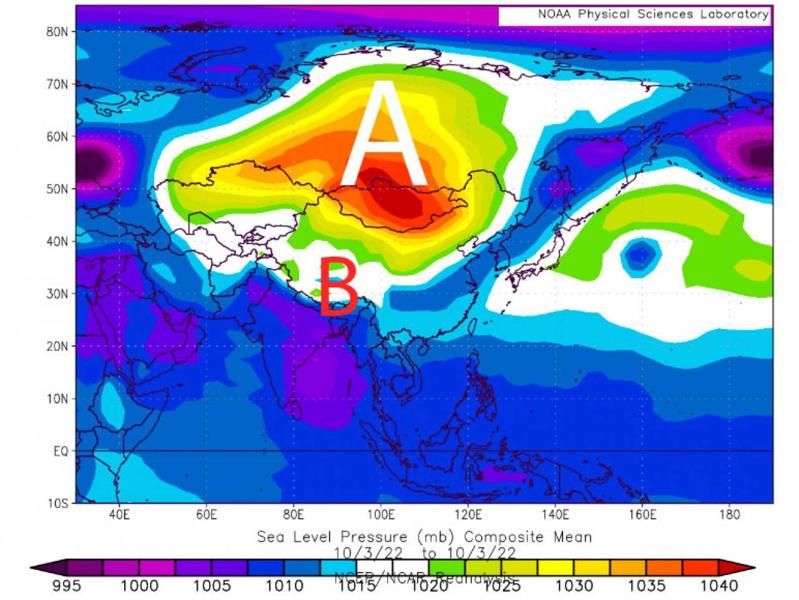 NOAA Physical Sciences Laboratory
80N
70N
60N
50N
40N
30N
20N
10N
EQ
10S
A
B
40E 60E 80E 100E 120E 140E 160E 180
Sea Level Pressure (mb) Composite Mean
10/3/22 to 10/3/22
NCEP/NCAR Reanalysis
995 1000 1005 1010 1015 1020 1025 1030 1035 1040